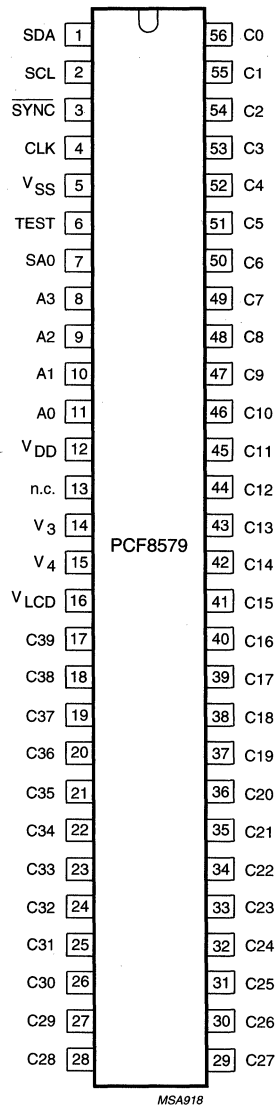 SDA 1 56 C0
SCL 2 55 C1
SYNC 3 54 C2
CLK 4 53 C3
VSS 5 52 C4
TEST 6 51 C5
SA0 7 50 C6
A3 8 49 C7
A2 9 48 C8
A1 10 47 C9
A0 11 46 C10
VDD 12 45 C11
n.c. 13 44 C12
V3 14 43 C13
PCF8579
V4 15 42 C14
VLCD 16 41 C15
C39 17 40 C16
C38 18 39 C17
C37 19 38 C18
C36 20 37 C19
C35 21 36 C20
C34 22 35 C21
C33 23 34 C22
C32 24 33 C23
C31 25 32 C24
C30 26 31 C25
C29 27 30 C26
C28 28 29 C27
MSA918